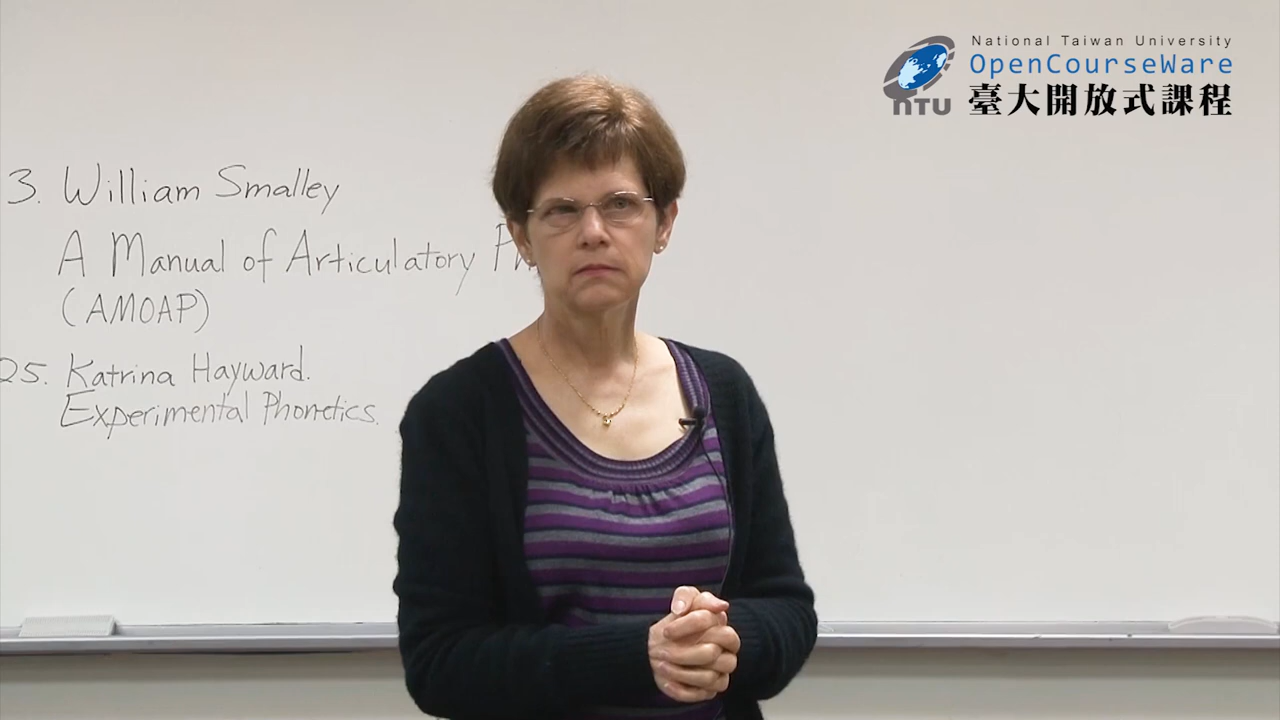 National Taiwan University
OpenCourseWare
NTU
臺大開放式課程
3. William Smalley
A Manual of Articulatory
(AMOAP)
25. Katrina Hayward.
Experimental Phonetics.